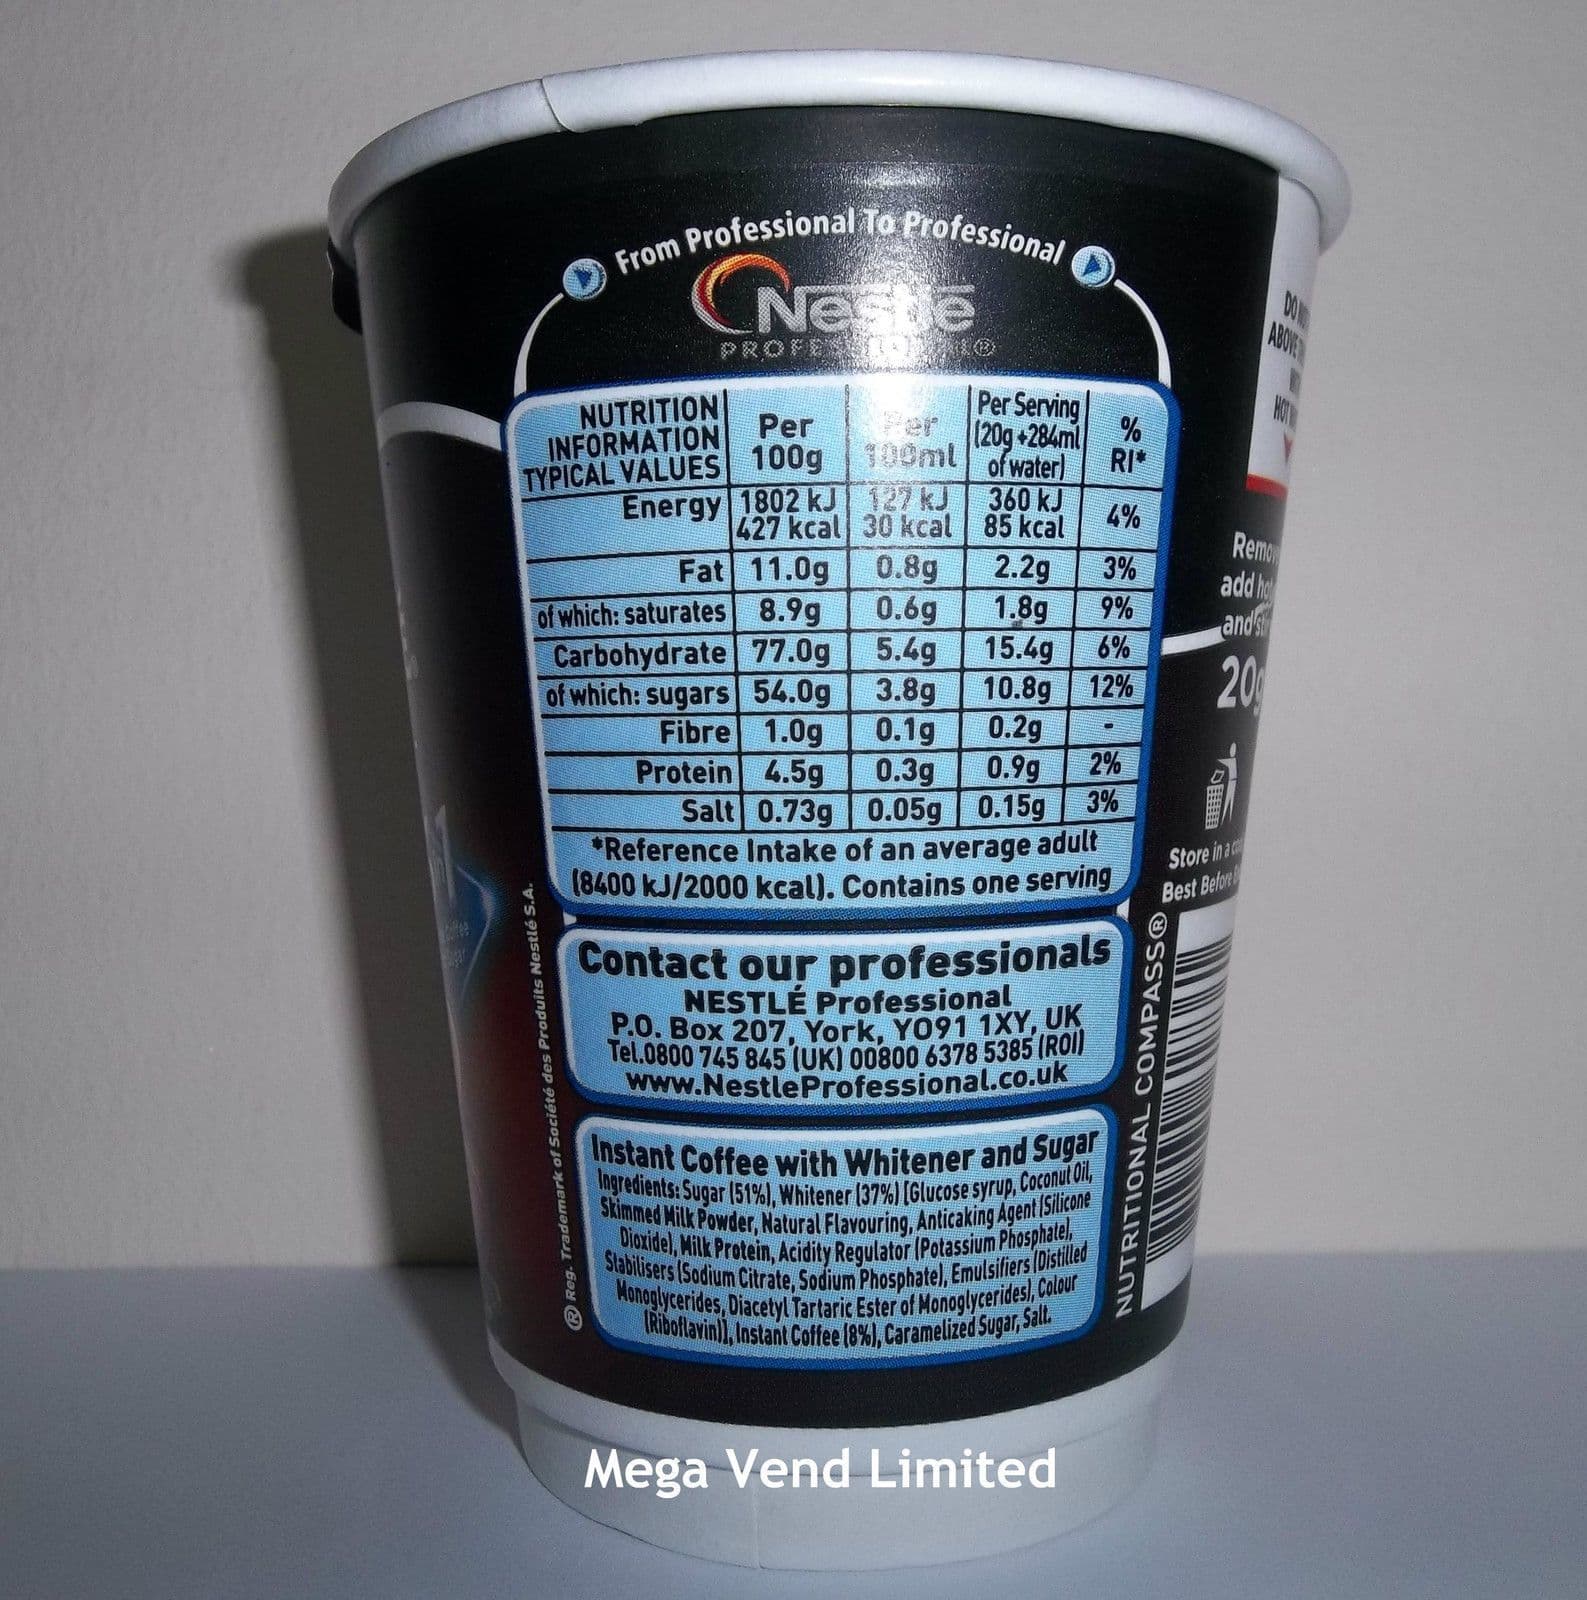 From Professional To Professional
Nestlé
PROFESSIONAL®
NUTRITION INFORMATION TYPICAL VALUES Per 100g Per 100ml Per Serving (20g+284ml of water) % RI*
Energy 1802 kJ 427 kcal 127 kJ 30 kcal 360 kJ 85 kcal 4%
Fat 11.0g 0.8g 2.2g 3%
of which: saturates 8.9g 0.6g 1.8g 9%
Carbohydrate 77.0g 5.4g 15.4g 6%
of which: sugars 54.0g 3.8g 10.8g 12%
Fibre 1.0g 0.1g 0.2g -
Protein 4.5g 0.3g 0.9g 2%
Salt 0.73g 0.05g 0.15g 3%
*Reference Intake of an average adult
(8400 kJ/2000 kcal). Contains one serving
Contact our professionals
NESTLÉ Professional
P.O. Box 207, York, YO91 1XY, UK
Tel.0800 745 845 (UK) 00800 6378 5385 (ROI)
www.NestleProfessional.co.uk
Instant Coffee with Whitener and Sugar
Ingredients: Sugar (51%), Whitener (37%) [Glucose syrup, Coconut Oil,
Skimmed Milk Powder, Natural Flavouring, Anticaking Agent (Silicone
Dioxide), Milk Protein, Acidity Regulator (Potassium Phosphate),
Stabilisers (Sodium Citrate, Sodium Phosphate), Emulsifiers (Distilled
Monoglycerides, Diacetyl Tartaric Ester of Monoglycerides), Colour
(Riboflavin)], Instant Coffee (8%), Caramelized Sugar, Salt.
® Reg. Trademark of Société des Produits Nestlé S.A.
DO
ABOVE
HOT
add
and
20g
Store in a
Best Before
NUTRITIONAL COMPASS®
Mega Vend Limited